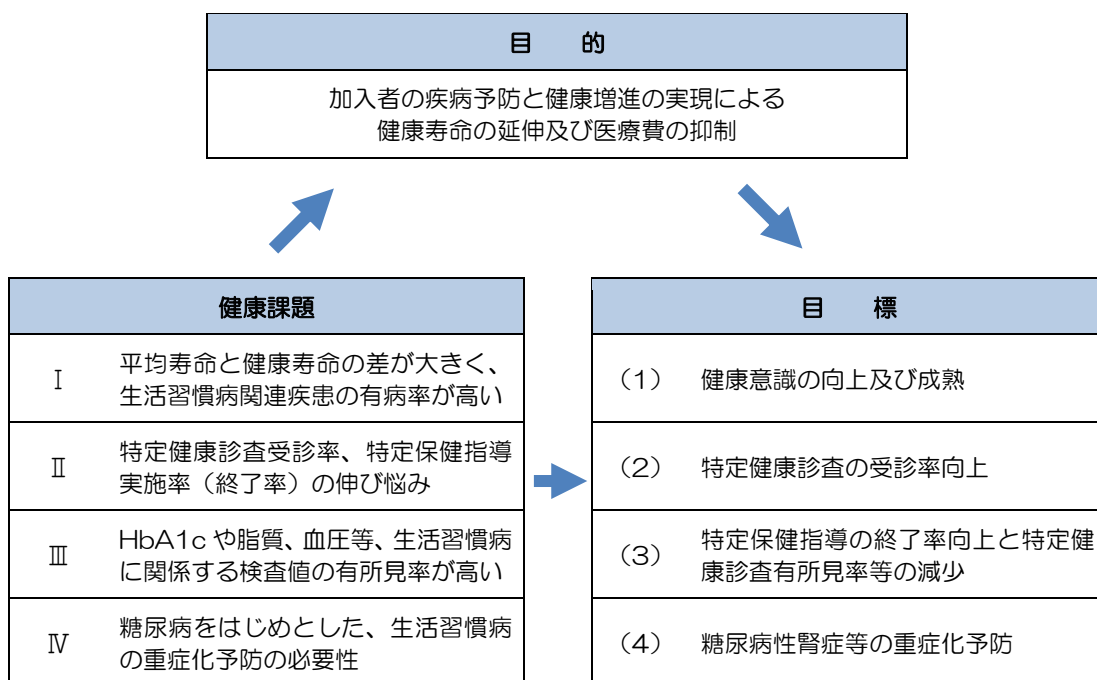 目　的
加入者の疾病予防と健康増進の実現による
健康寿命の延伸及び医療費の抑制
健康課題
Ⅰ 平均寿命と健康寿命の差が大きく、
生活習慣病関連疾患の有病率が高い
Ⅱ 特定健康診査受診率、特定保健指導
実施率（終了率）の伸び悩み
Ⅲ HbA1c や脂質、血圧等、生活習慣病
に関係する検査値の有所見率が高い
Ⅳ 糖尿病をはじめとした、生活習慣病
の重症化予防の必要性
目　標
（1） 健康意識の向上及び成熟
（2） 特定健康診査の受診率向上
（3） 特定保健指導の終了率向上と特定健
康診査有所見率等の減少
（4） 糖尿病性腎症等の重症化予防